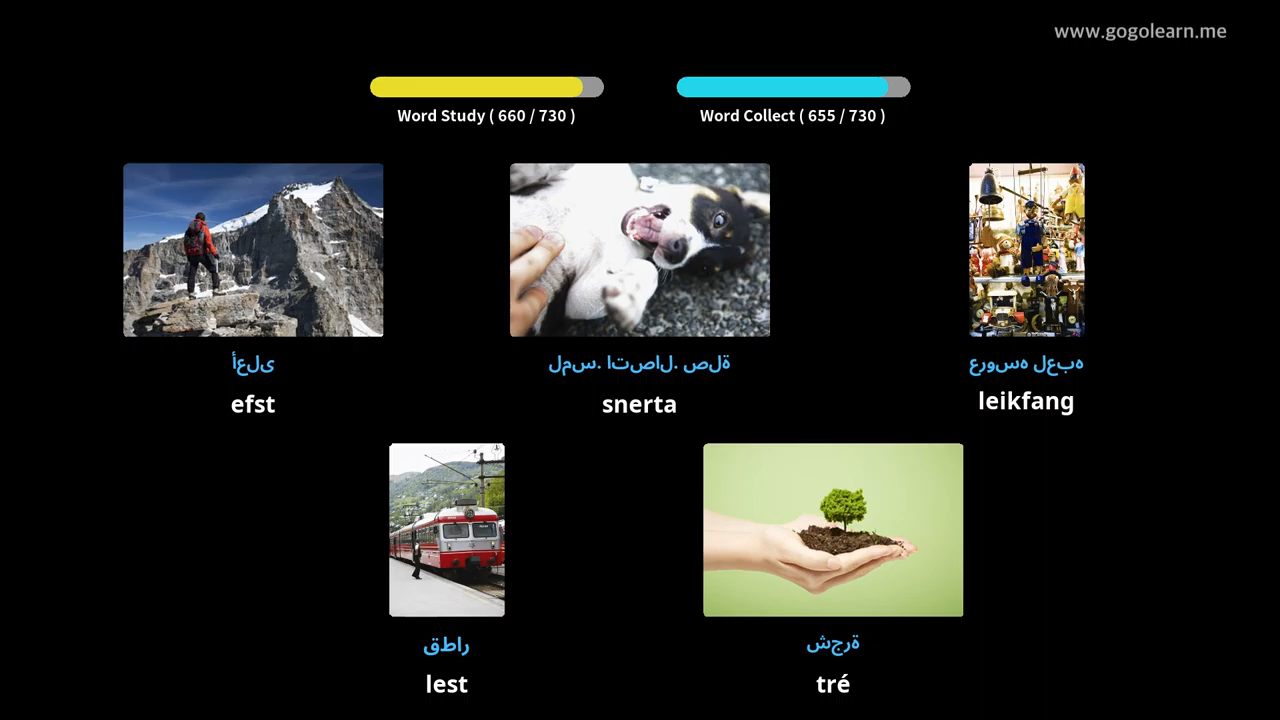 www.gogolearn.me
Word Study ( 660 / 730 )
Word Collect ( 655 / 730 )
أعلى
لمس. اتصال. صلة
عروسه لعبه
efst
snerta
leikfang
قطار
شجرة
lest
tré